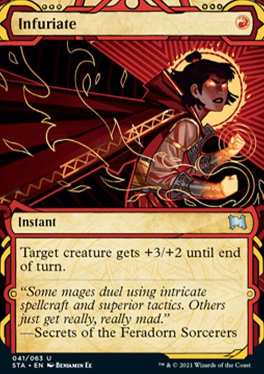 Infuriate
Instant
Target creature gets +3/+2 until end
of turn.
“Some mages duel using intricate
spellcraft and superior tactics. Others
just get really, really mad.”
—Secrets of the Feradorn Sorcerers
041/063 U
STA • EN Benjamin Ee
™ & © 2021 Wizards of the Coast.